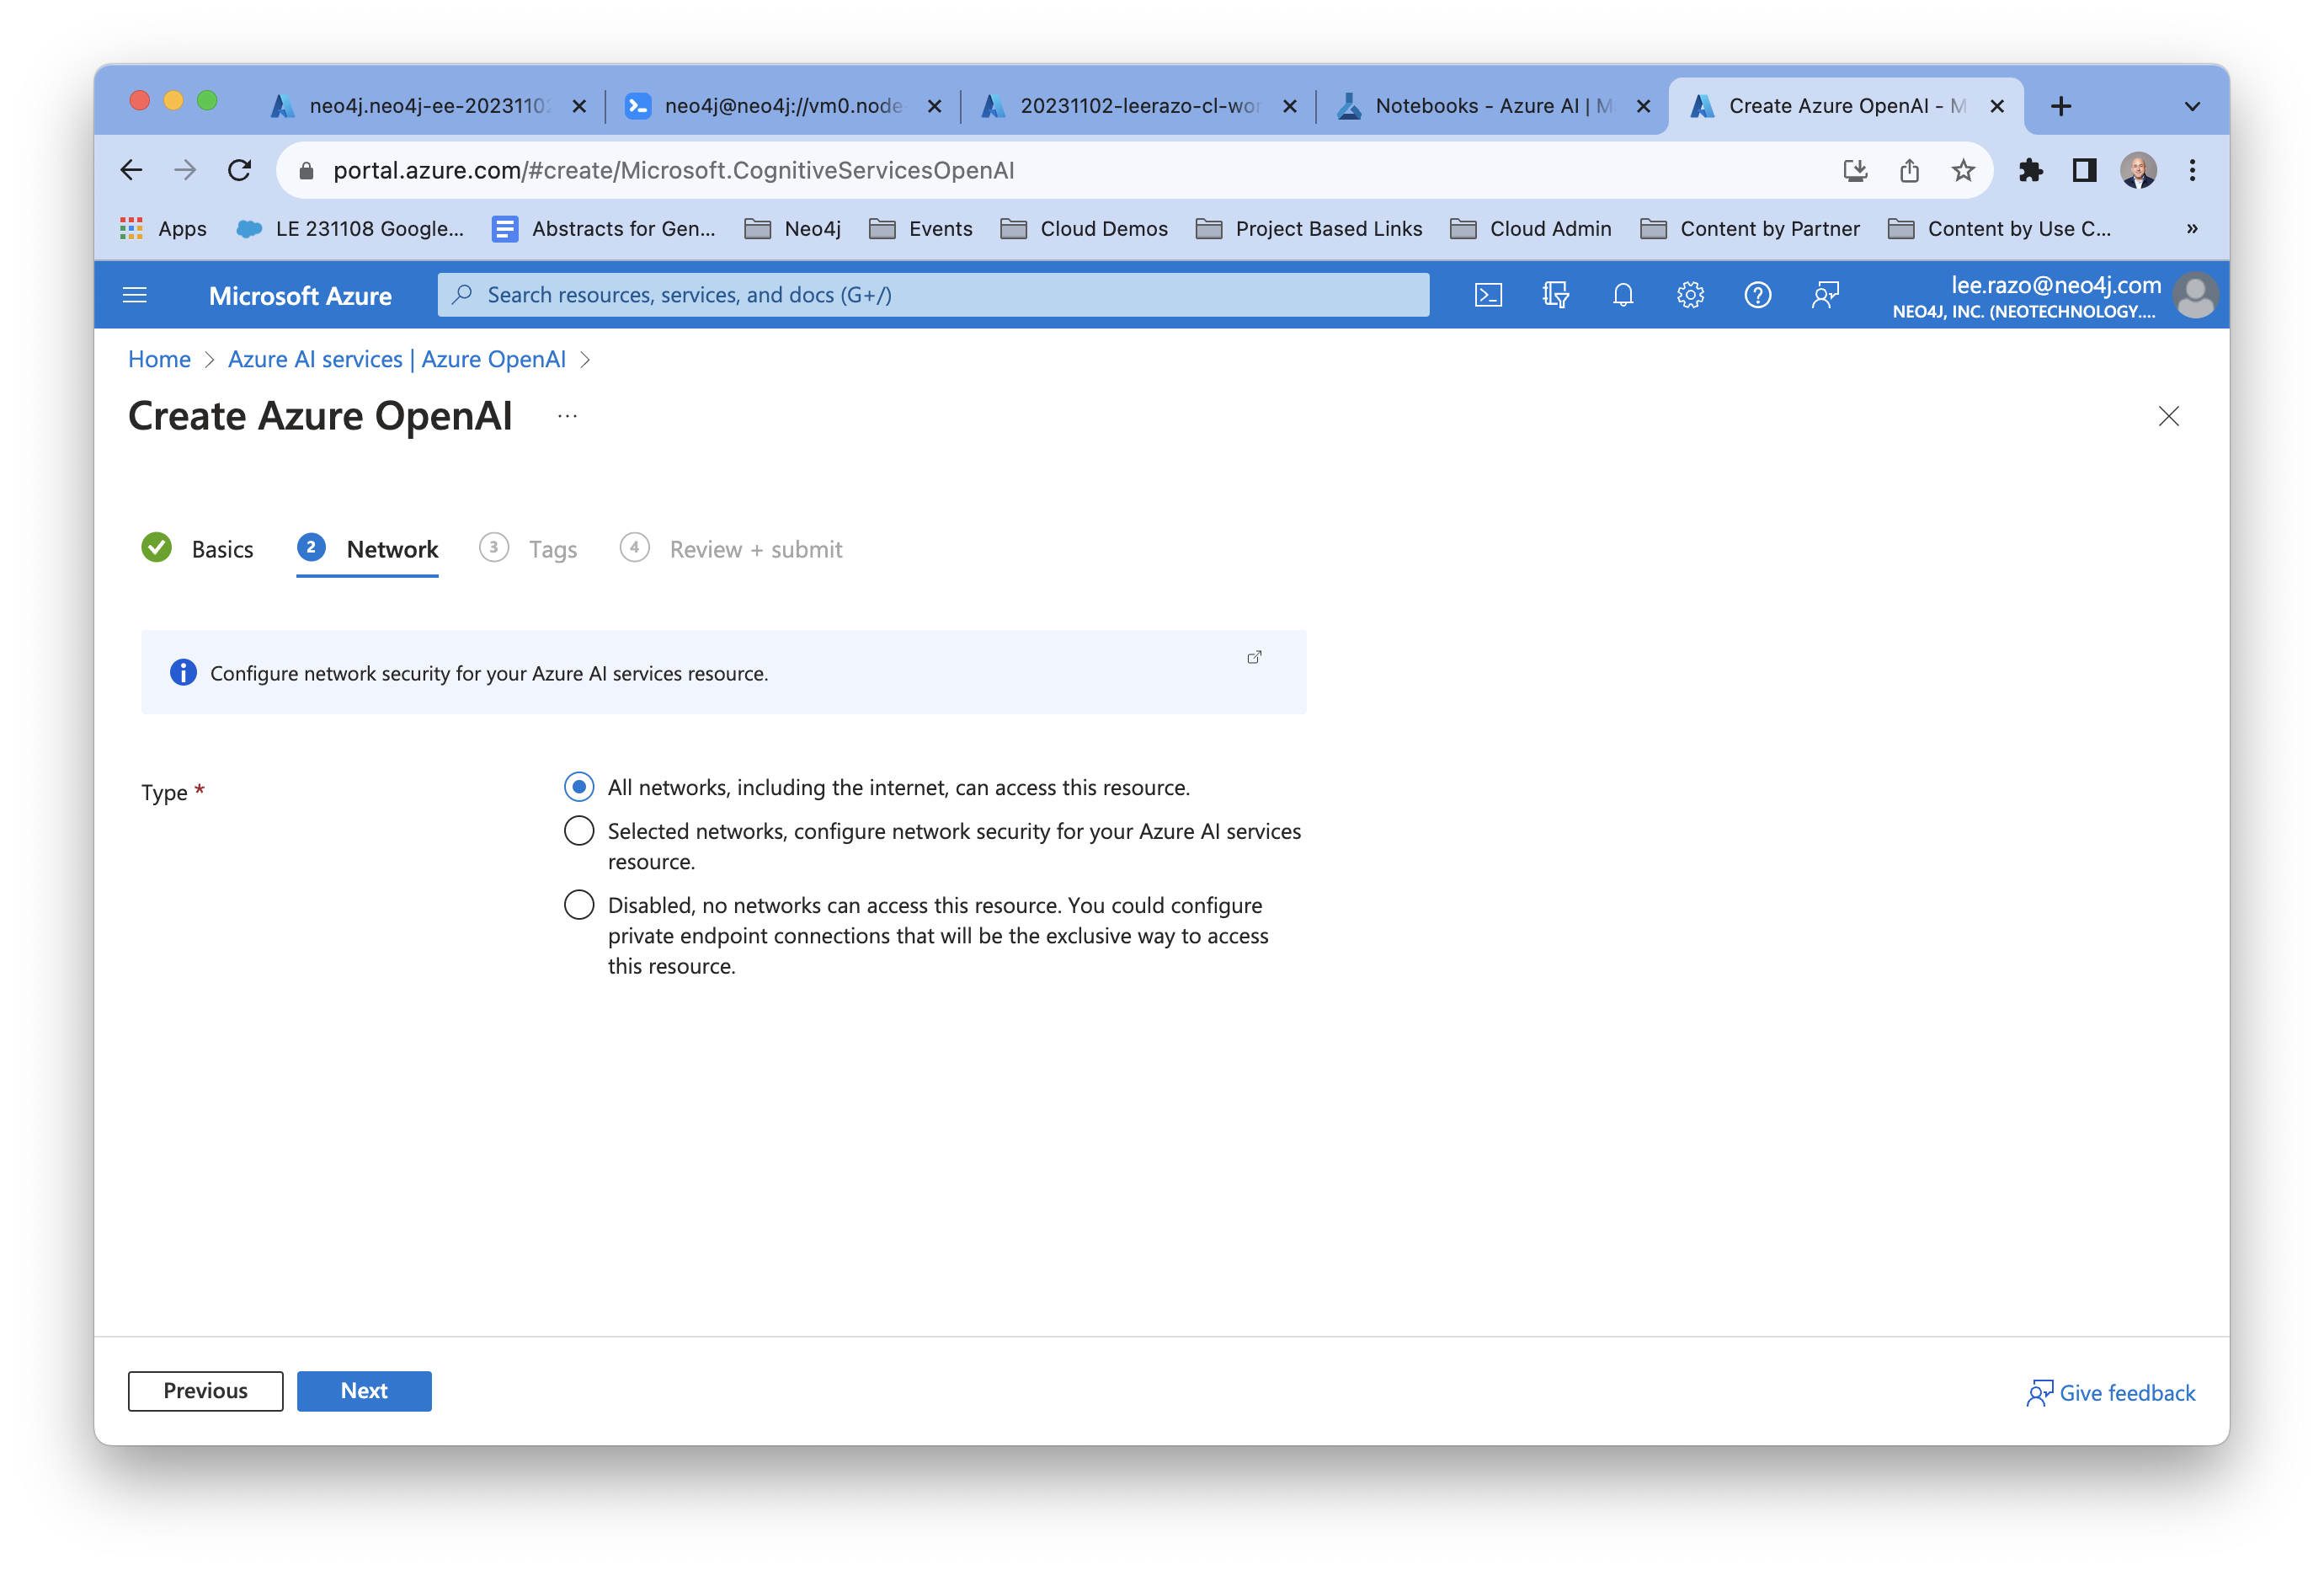 neo4j.neo4j-ee-20231102
neo4j@neo4j://vm0.node
20231102-leerazo-cl-wor
Notebooks - Azure AI | M
Create Azure OpenAI - M
portal.azure.com/#create/Microsoft.CognitiveServicesOpenAI
Apps
LE 231108 Google...
Abstracts for Gen...
Neo4j
Events
Cloud Demos
Project Based Links
Cloud Admin
Content by Partner
Content by Use C...
»
Microsoft Azure
Search resources, services, and docs (G+/)
lee.razo@neo4j.com
NEO4J, INC. (NEOTECHNOLOGY....
Home > Azure AI services | Azure OpenAI >
Create Azure OpenAI ...
Basics
2 Network
3 Tags
4 Review + submit
Configure network security for your Azure AI services resource.
Type *
All networks, including the internet, can access this resource.
Selected networks, configure network security for your Azure AI services
resource.
Disabled, no networks can access this resource. You could configure
private endpoint connections that will be the exclusive way to access
this resource.
Previous
Next
Give feedback